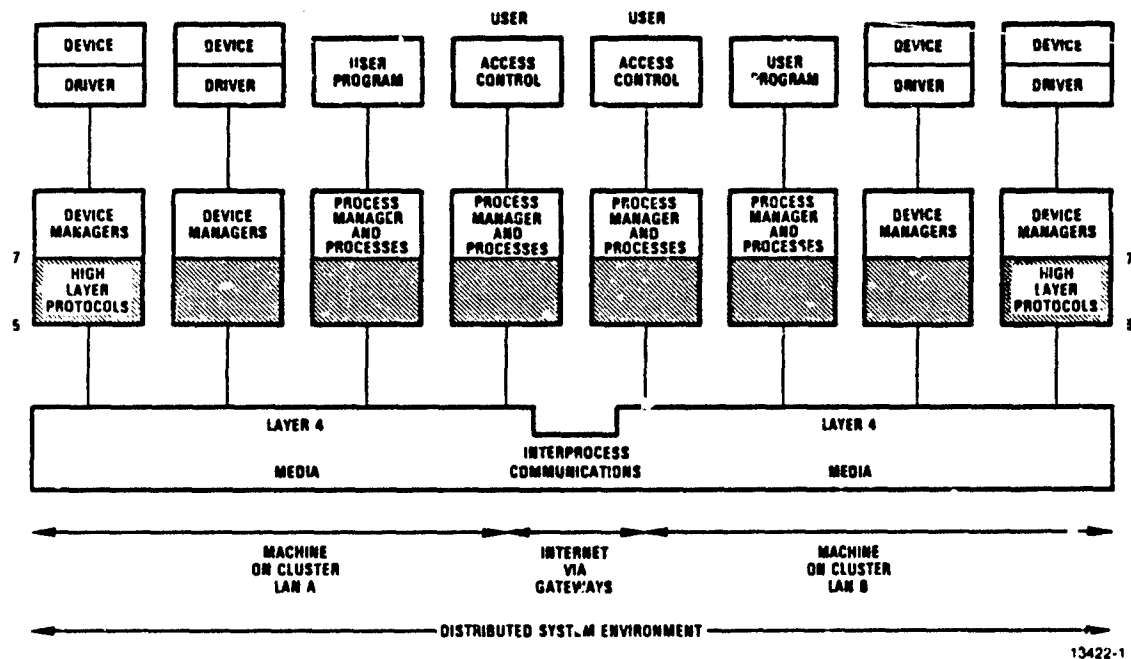 USER USER
DEVICE DEVICE USER ACCESS ACCESS USER DEVICE DEVICE
DRIVER DRIVER PROGRAM CONTROL CONTROL PROGRAM DRIVER DRIVER
DEVICE MANAGERS
DEVICE MANAGERS
PROCESS MANAGER AND PROCESSES
PROCESS MANAGER AND PROCESSES
PROCESS MANAGER AND PROCESSES
PROCESS MANAGER AND PROCESSES
DEVICE MANAGERS
DEVICE MANAGERS
7 7
HIGH LAYER PROTOCOLS
HIGH LAYER PROTOCOLS
5
LAYER 4 LAYER 4
INTERPROCESS
MEDIA COMMUNICATIONS MEDIA
MACHINE INTERNET MACHINE
ON CLUSTER VIA ON CLUSTER
LAN A GATEWAYS LAN B
DISTRIBUTED SYSTEM ENVIRONMENT
13422-1